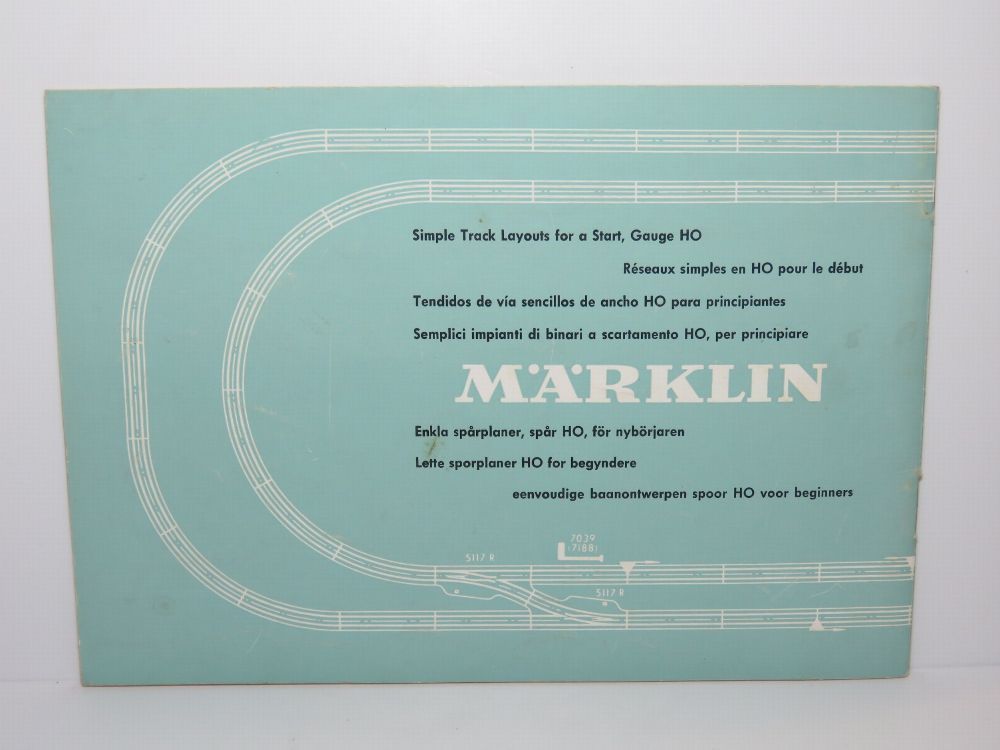 Simple Track Layouts for a Start, Gauge HO
Réseaux simples en HO pour le début
Tendidos de vía sencillos de ancho HO para principiantes
Semplici impianti di binari a scartamento HO, per principiare
MÄRKLIN
Enkla spårplaner, spår HO, för nybörjaren
Lette sporplaner HO for begyndere
eenvoudige baanontwerpen spoor HO voor beginners
7039
(7188)
5117 R
5117 R